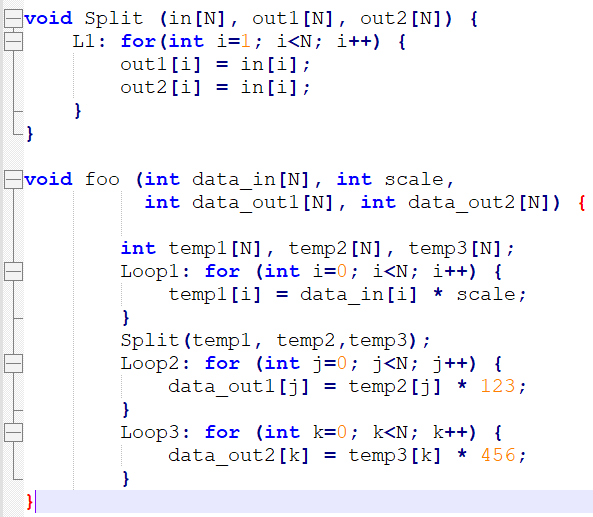 void Split (in[N], out1[N], out2[N]) {
L1: for(int i=1; i<N; i++) {
out1[i] = in[i];
out2[i] = in[i];
}
}
void foo (int data_in[N], int scale,
int data_out1[N], int data_out2[N]) {
int temp1[N], temp2[N], temp3[N];
Loop1: for (int i=0; i<N; i++) {
temp1[i] = data_in[i] * scale;
}
Split(temp1, temp2,temp3);
Loop2: for (int j=0; j<N; j++) {
data_out1[j] = temp2[j] * 123;
}
Loop3: for (int k=0; k<N; k++) {
data_out2[k] = temp3[k] * 456;
}
}